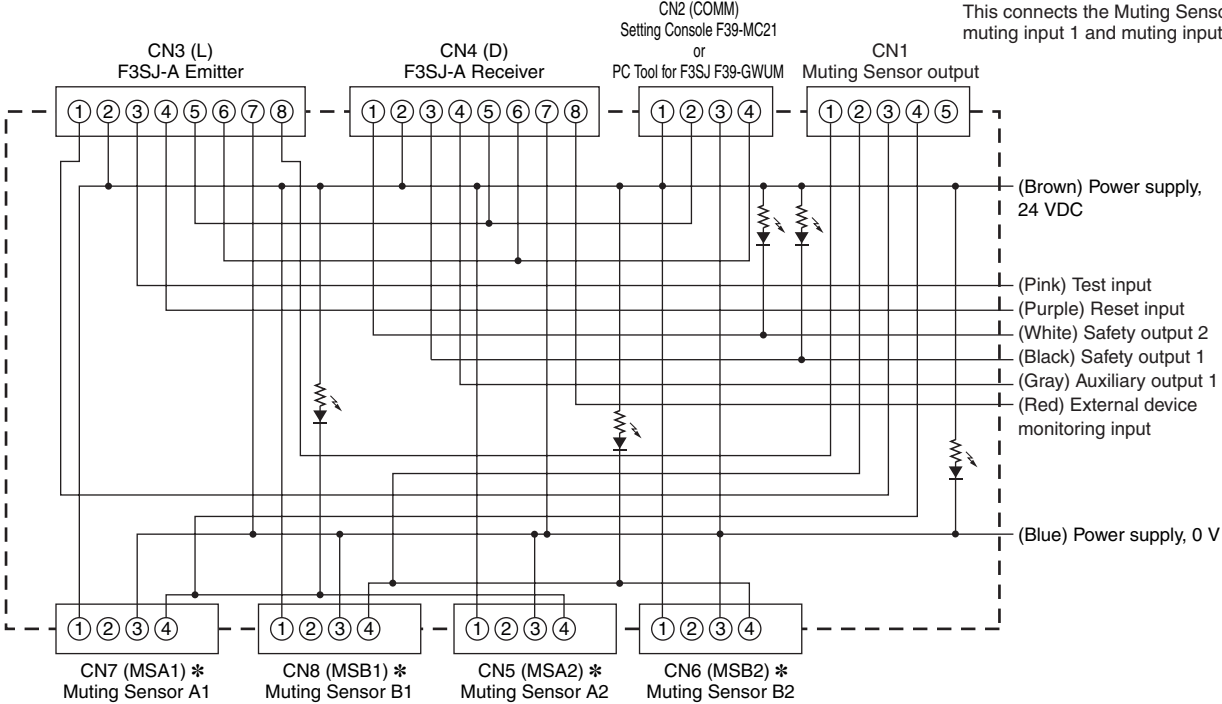 CN2 (COMM)
Setting Console F39-MC21
or
PC Tool for F3SJ F39-GWUM
This connects the Muting Senso
muting input 1 and muting input
CN3 (L)
F3SJ-A Emitter
CN4 (D)
F3SJ-A Receiver
CN1
Muting Sensor output
1 2 3 4 5 6 7 8
1 2 3 4 5 6 7 8
1 2 3 4
1 2 3 4 5
(Brown) Power supply,
24 VDC
(Pink) Test input
(Purple) Reset input
(White) Safety output 2
(Black) Safety output 1
(Gray) Auxiliary output 1
(Red) External device
monitoring input
(Blue) Power supply, 0 V
1 2 3 4
1 2 3 4
1 2 3 4
1 2 3 4
CN7 (MSA1) *
Muting Sensor A1
CN8 (MSB1) *
Muting Sensor B1
CN5 (MSA2) *
Muting Sensor A2
CN6 (MSB2) *
Muting Sensor B2